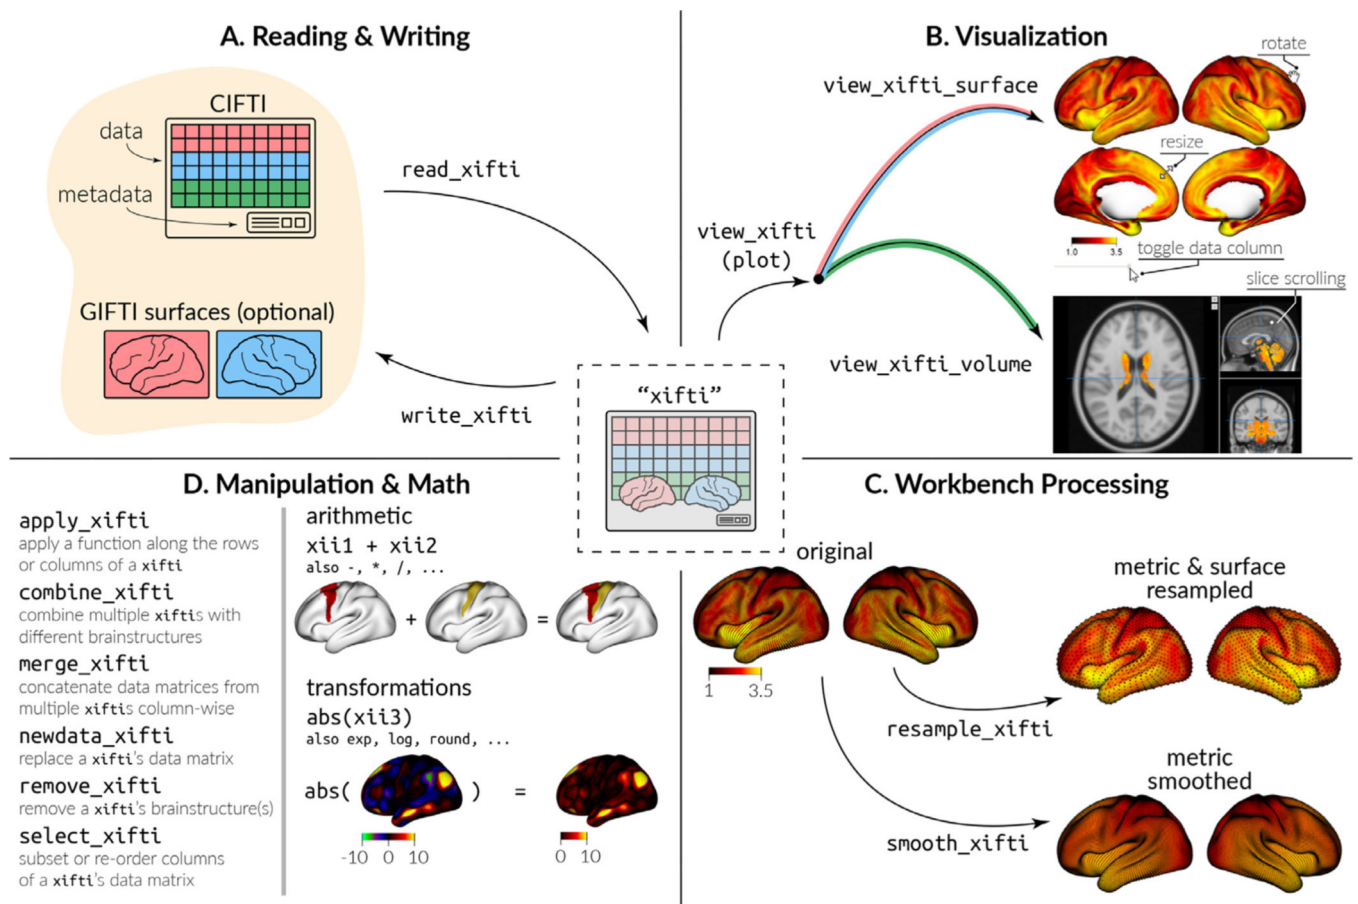 A. Reading & Writing
CIFTI
data
metadata
read_xifti
GIFTI surfaces (optional)
write_xifti
"xifti"
B. Visualization
rotate
view_xifti_surface
resize
view_xifti
(plot)
1.0 3.5
toggle data column
slice scrolling
view_xifti_volume
D. Manipulation & Math
apply_xifti
apply a function along the rows
or columns of a xifti
combine_xifti
combine multiple xiftis with
different brainstructures
merge_xifti
concatenate data matrices from
multiple xiftis column-wise
newdata_xifti
replace a xifti's data matrix
remove_xifti
remove a xifti's brainstructure(s)
select_xifti
subset or re-order columns
of a xifti's data matrix
arithmetic
xii1 + xii2
also -, *, /, ...
+ =
transformations
abs(xii3)
also exp, log, round, ...
abs( ) =
-10 0 10
0 10
C. Workbench Processing
original
1 3.5
metric & surface
resampled
resample_xifti
metric
smoothed
smooth_xifti